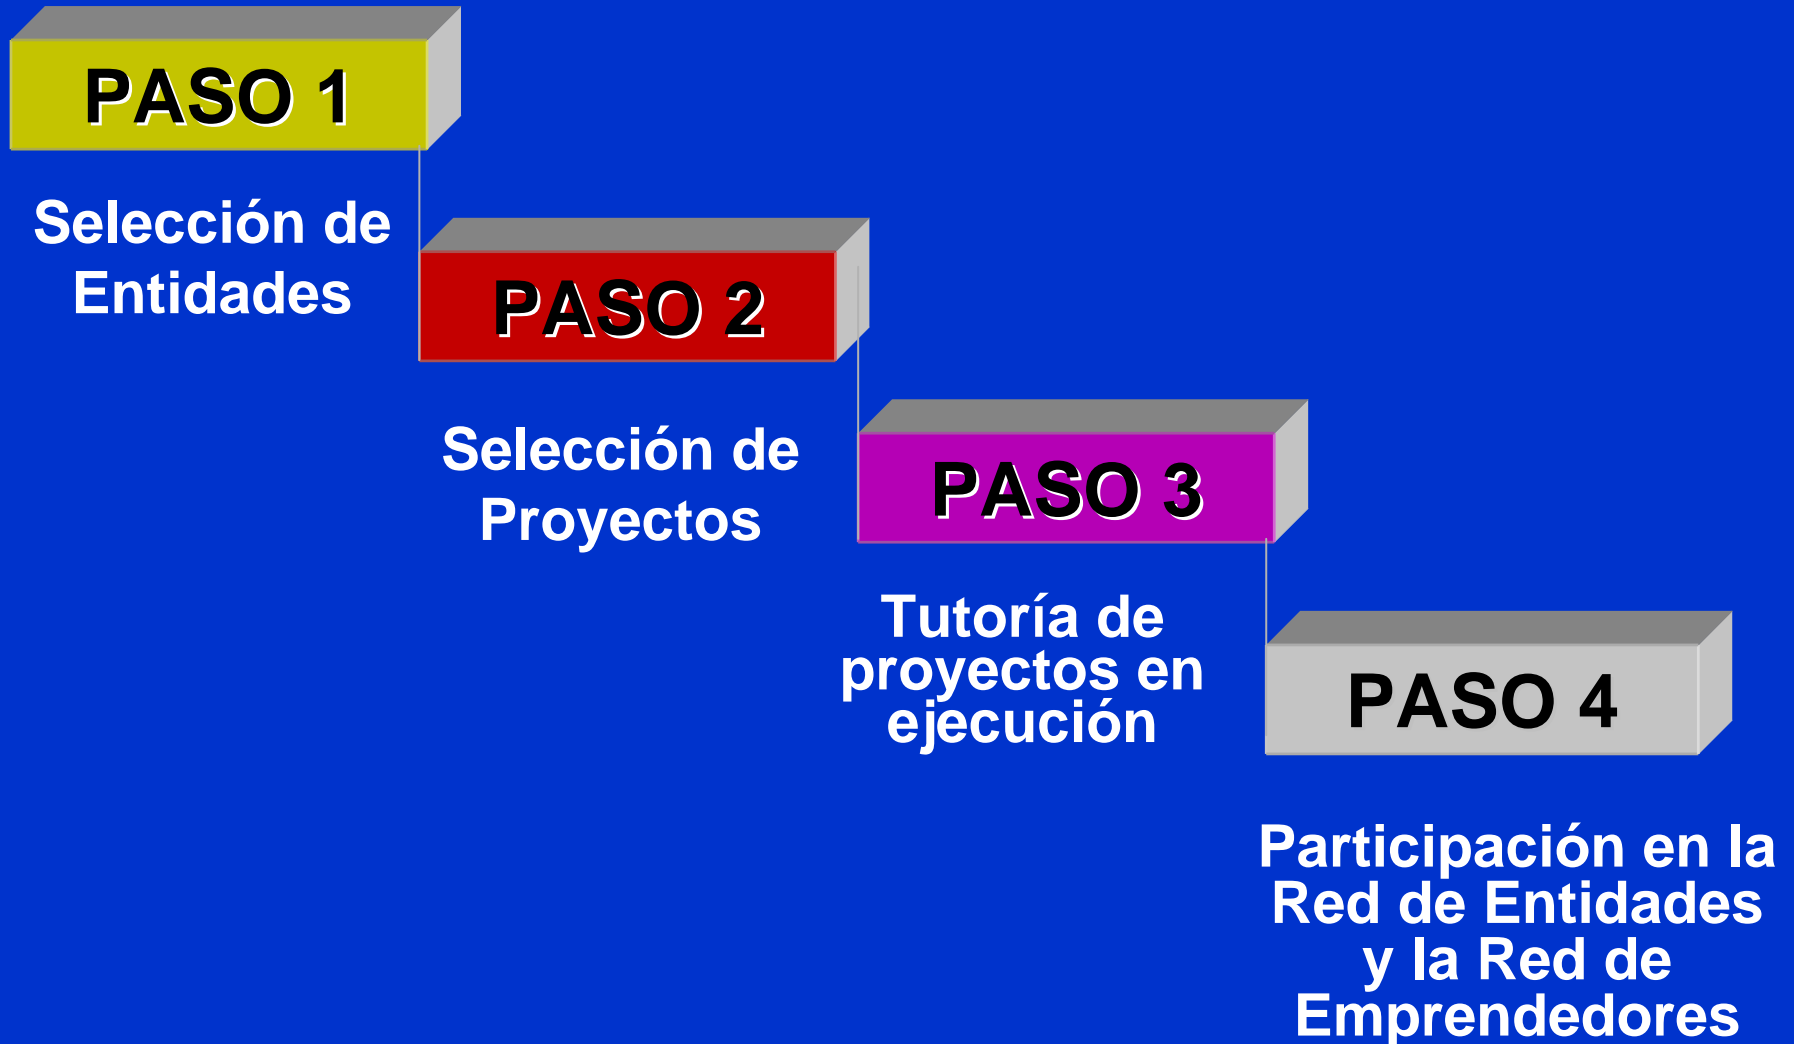 PASO 1
Selección de
Entidades
PASO 2
Selección de
Proyectos
PASO 3
Tutoría de
proyectos en
ejecución
PASO 4
Participación en la
Red de Entidades
y la Red de
Emprendedores